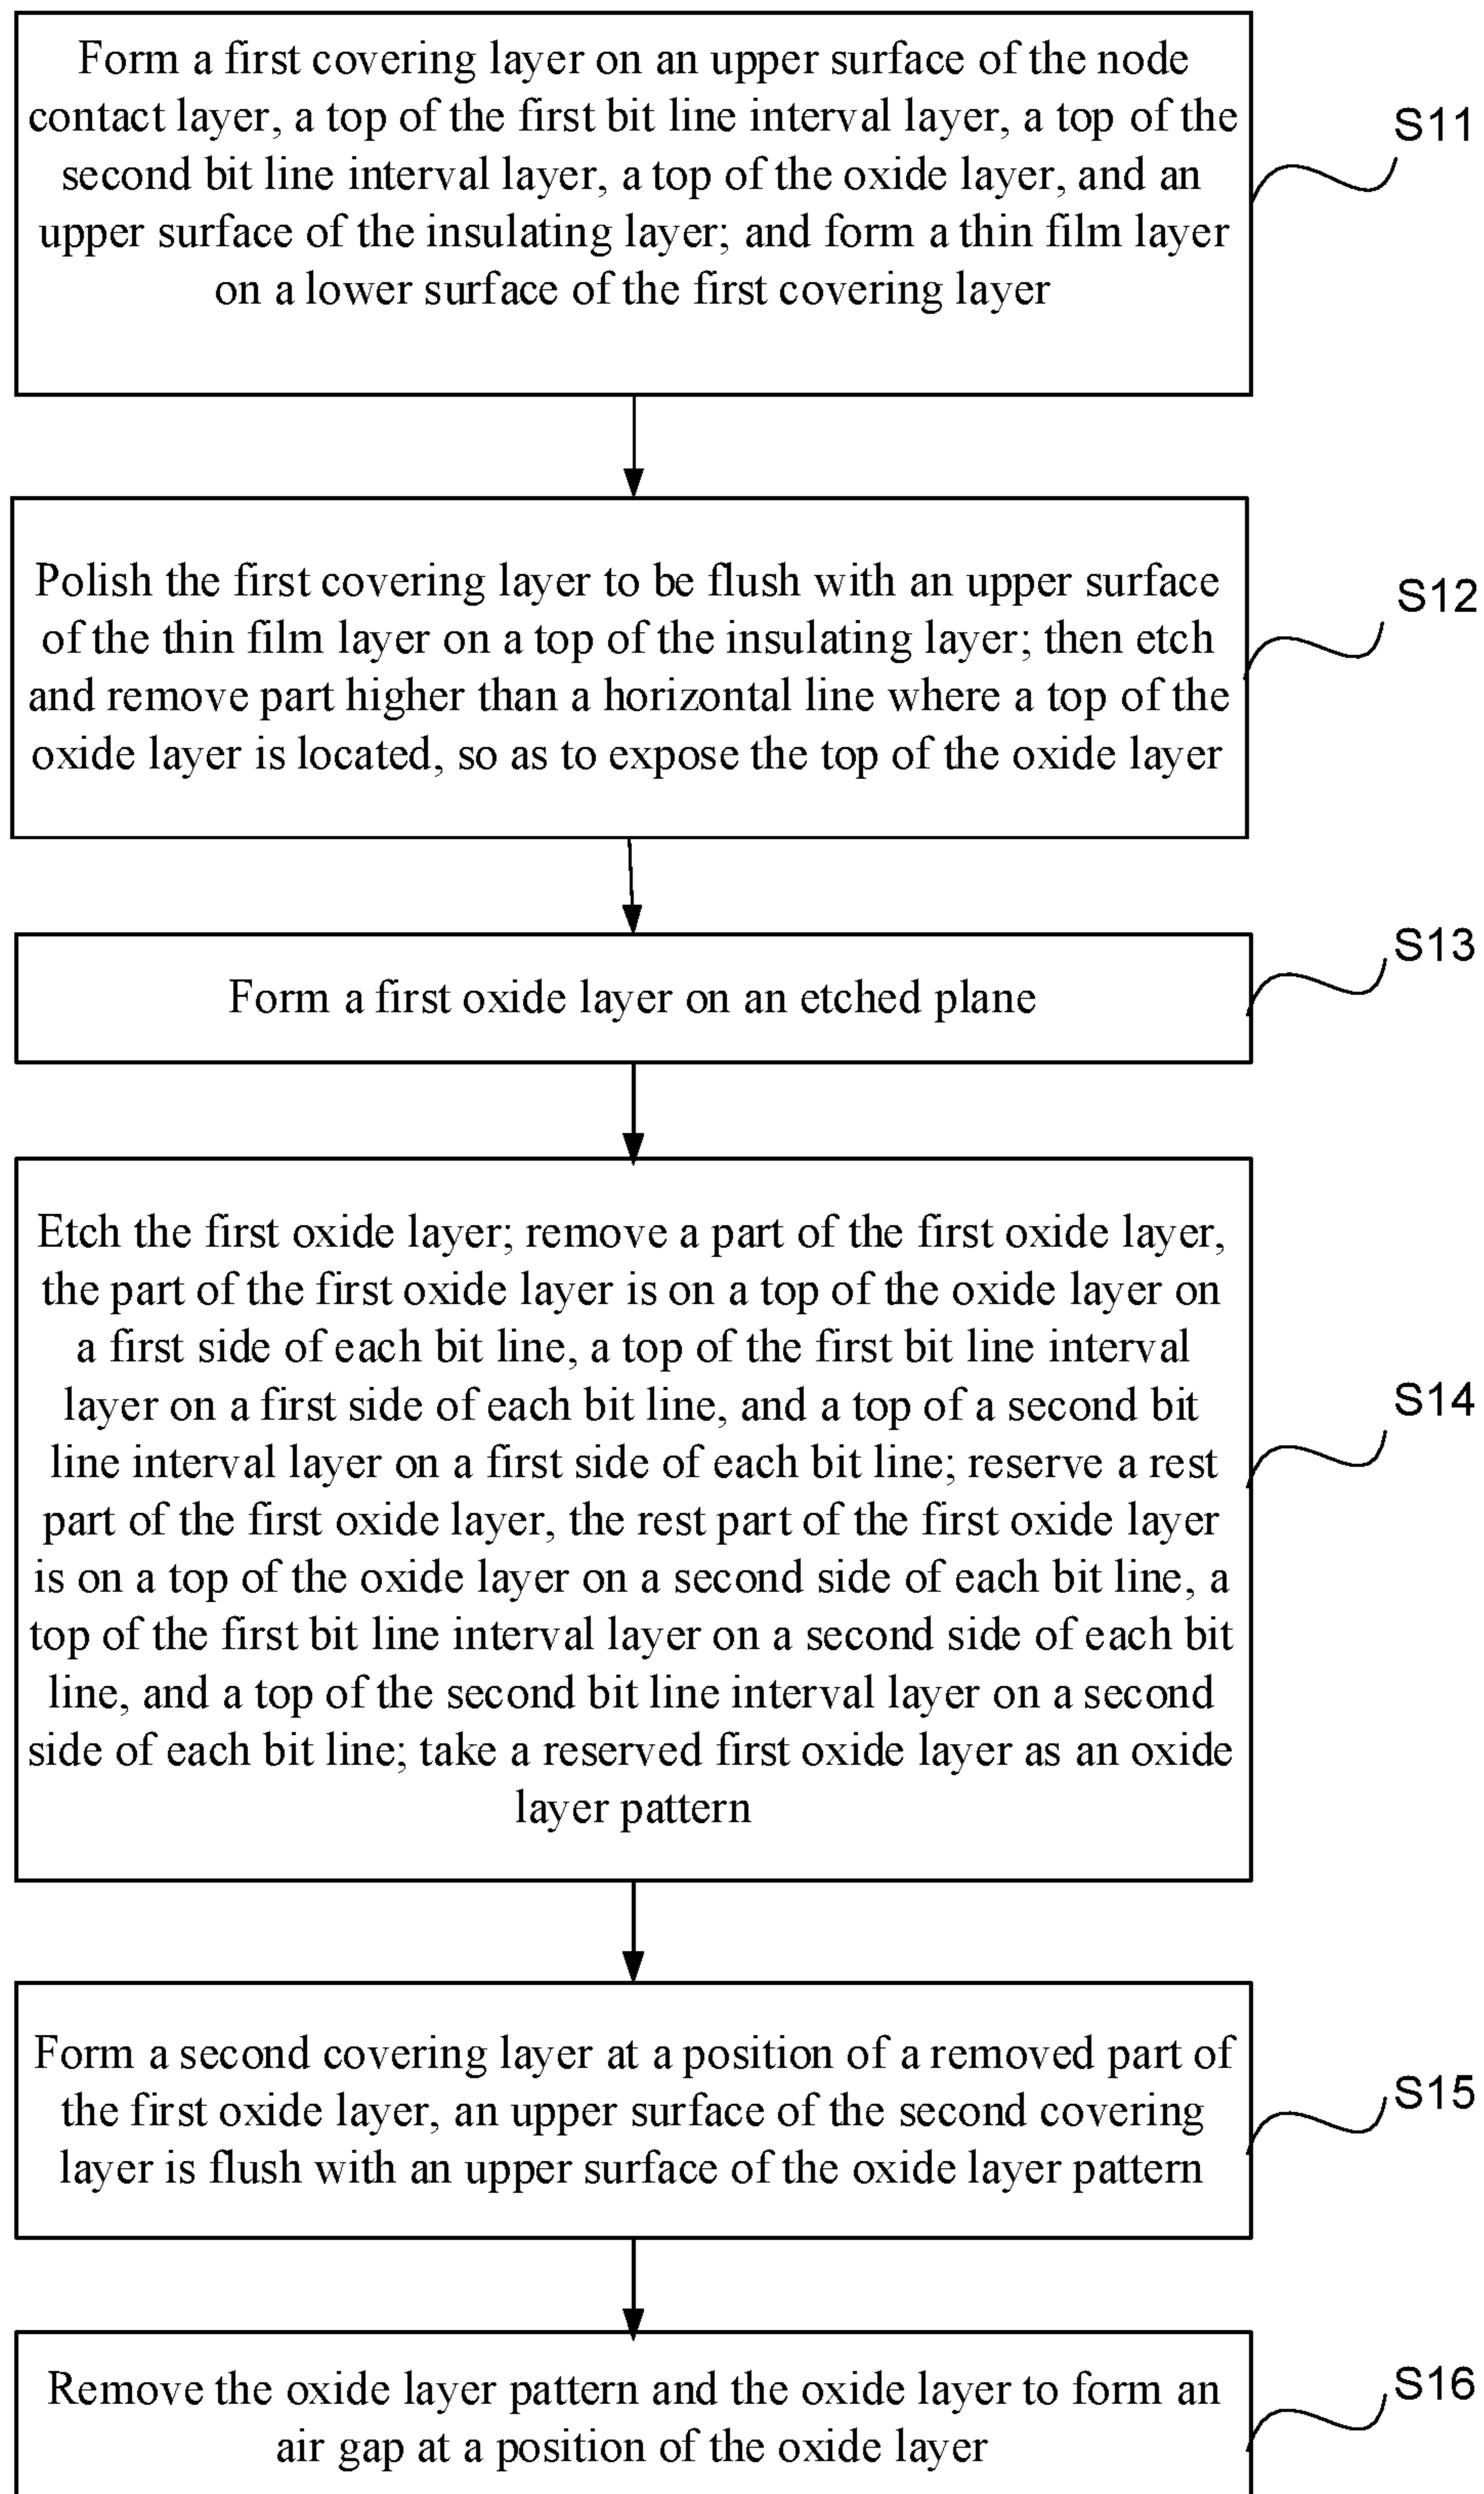 Form a first covering layer on an upper surface of the node
contact layer, a top of the first bit line interval layer, a top of the
second bit line interval layer, a top of the oxide layer, and an
upper surface of the insulating layer; and form a thin film layer
on a lower surface of the first covering layer
S11
Polish the first covering layer to be flush with an upper surface
of the thin film layer on a top of the insulating layer; then etch
and remove part higher than a horizontal line where a top of the
oxide layer is located, so as to expose the top of the oxide layer
S12
Form a first oxide layer on an etched plane
S13
Etch the first oxide layer; remove a part of the first oxide layer,
the part of the first oxide layer is on a top of the oxide layer on
a first side of each bit line, a top of the first bit line interval
layer on a first side of each bit line, and a top of a second bit
line interval layer on a first side of each bit line; reserve a rest
part of the first oxide layer, the rest part of the first oxide layer
is on a top of the oxide layer on a second side of each bit line, a
top of the first bit line interval layer on a second side of each bit
line, and a top of the second bit line interval layer on a second
side of each bit line; take a reserved first oxide layer as an oxide
layer pattern
S14
Form a second covering layer at a position of a removed part of
the first oxide layer, an upper surface of the second covering
layer is flush with an upper surface of the oxide layer pattern
S15
Remove the oxide layer pattern and the oxide layer to form an
air gap at a position of the oxide layer
S16